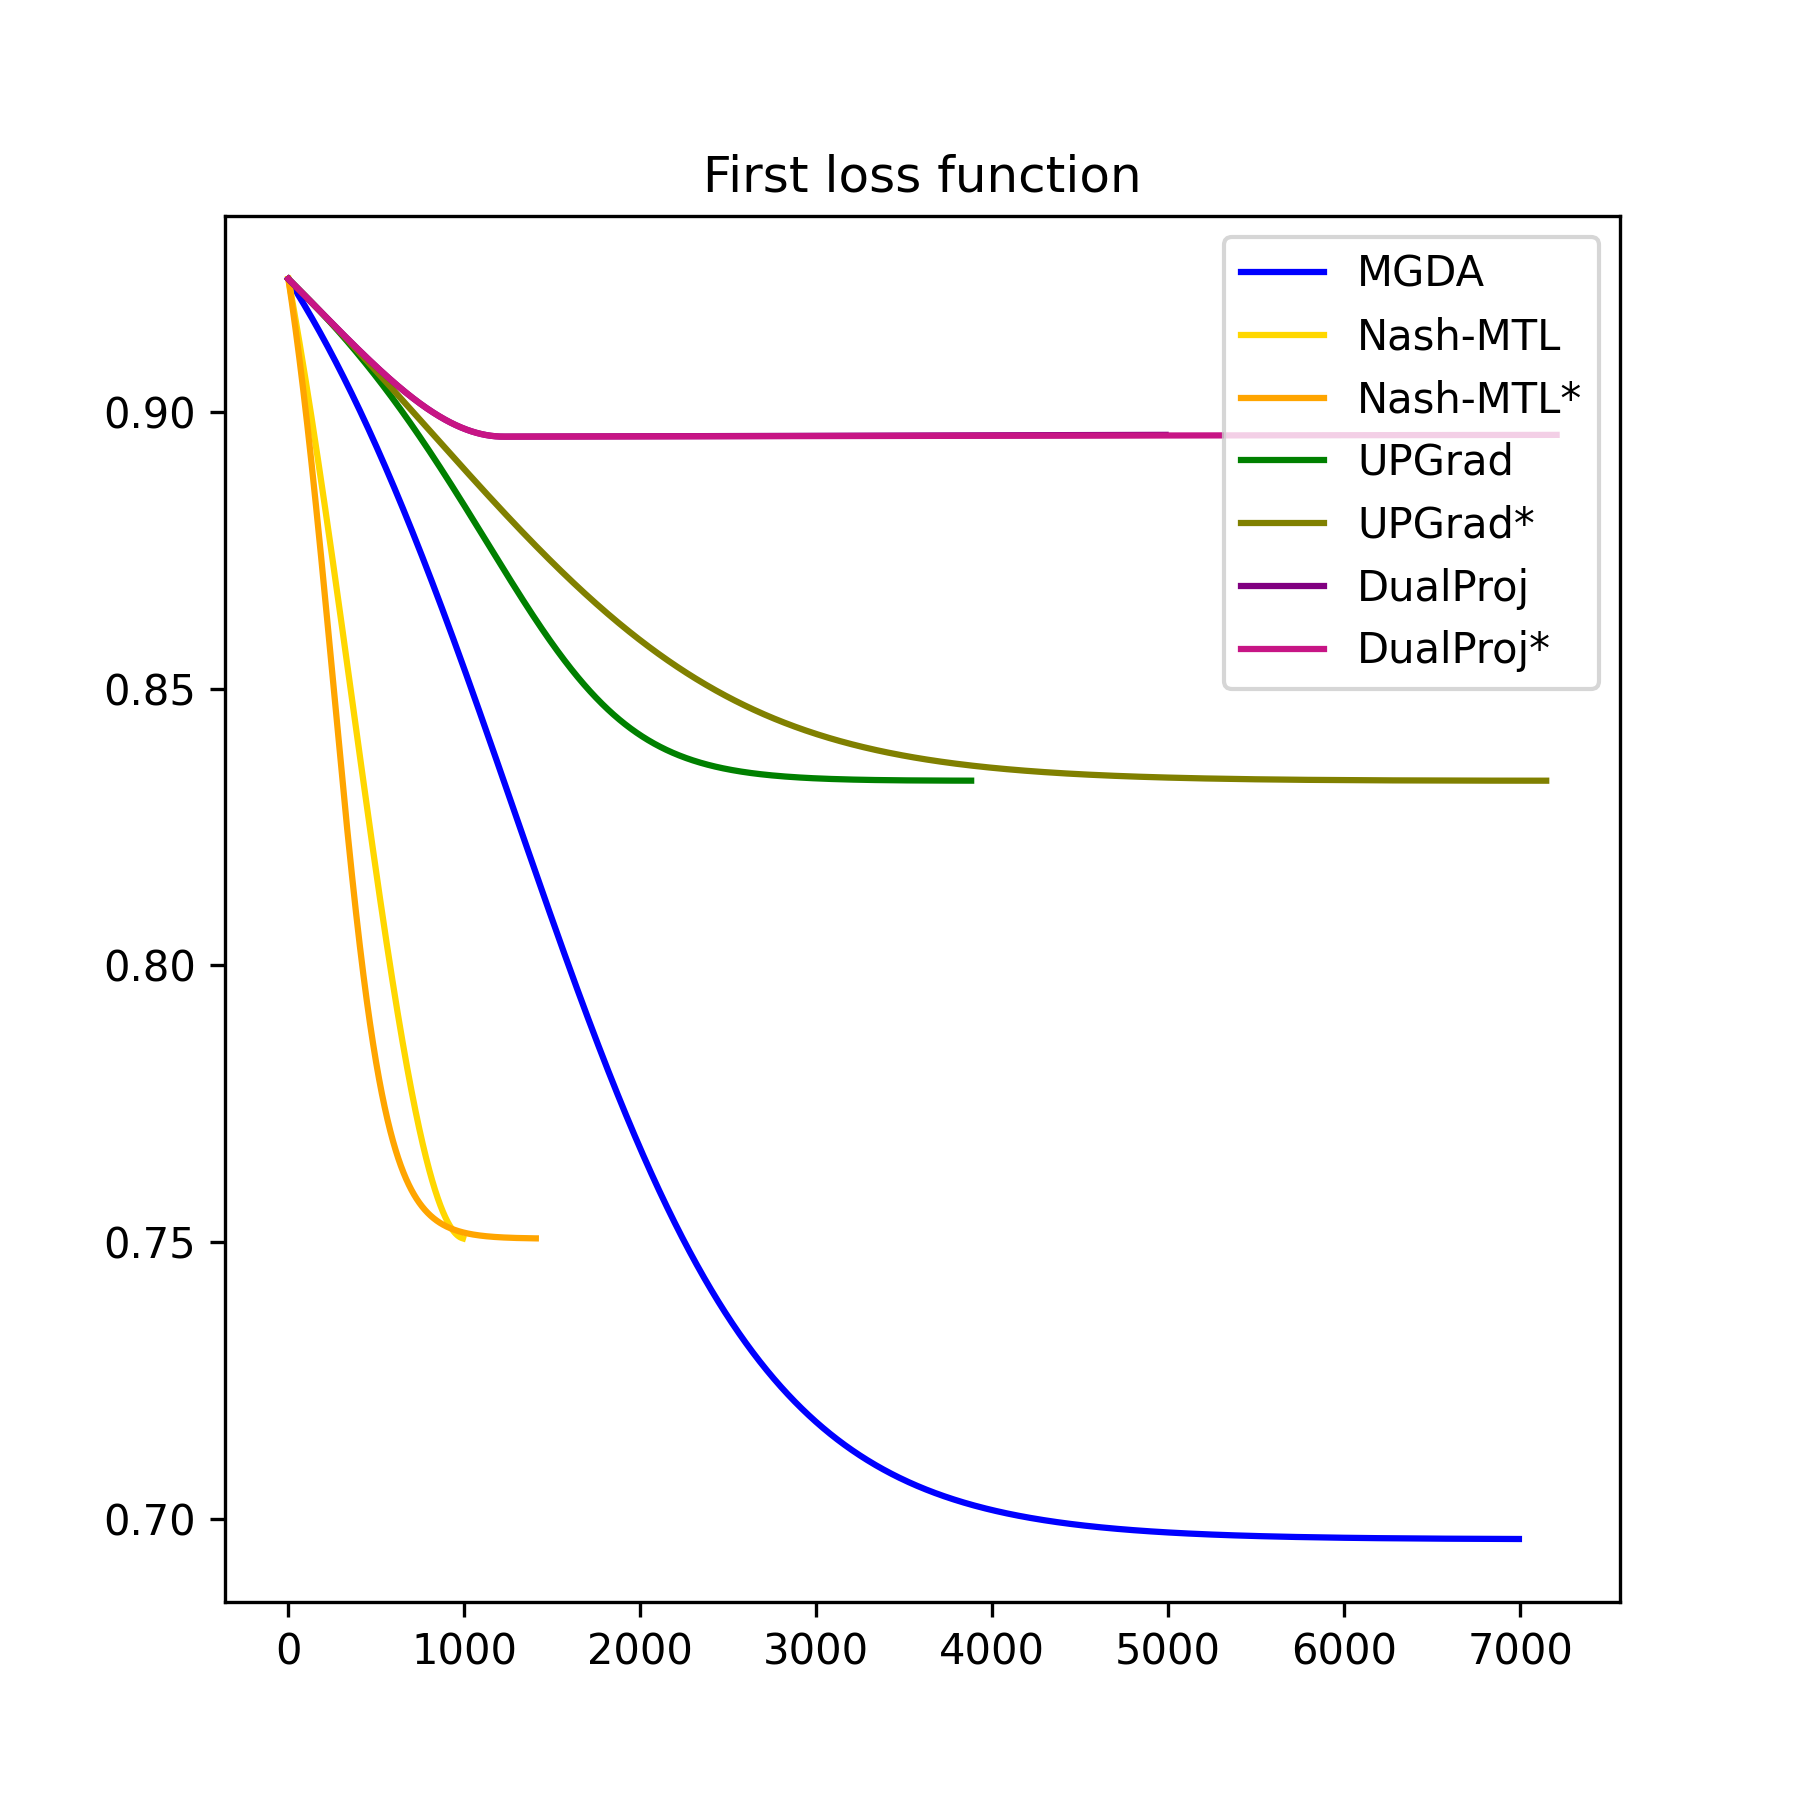 First loss function
MGDA
Nash-MTL
Nash-MTL*
UPGrad
UPGrad*
DualProj
DualProj*
0.90
0.85
0.80
0.75
0.70
0 1000 2000 3000 4000 5000 6000 7000